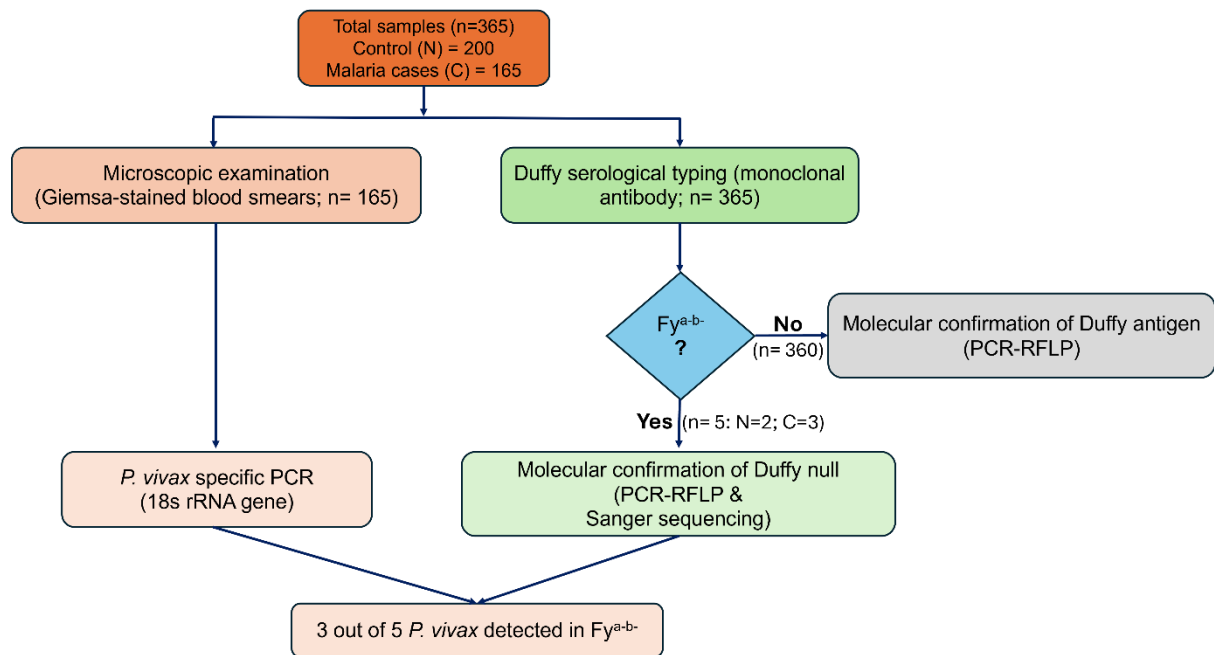 Total samples (n=365)
Control (N) = 200
Malaria cases (C) = 165
Microscopic examination
(Giemsa-stained blood smears; n= 165)
Duffy serological typing (monoclonal
antibody; n= 365)
Fyᵃ⁻ᵇ⁻
?
No
(n= 360)
Molecular confirmation of Duffy antigen
(PCR-RFLP)
Yes (n= 5: N=2; C=3)
P. vivax specific PCR
(18s rRNA gene)
Molecular confirmation of Duffy null
(PCR-RFLP &
Sanger sequencing)
3 out of 5 P. vivax detected in Fyᵃ⁻ᵇ⁻